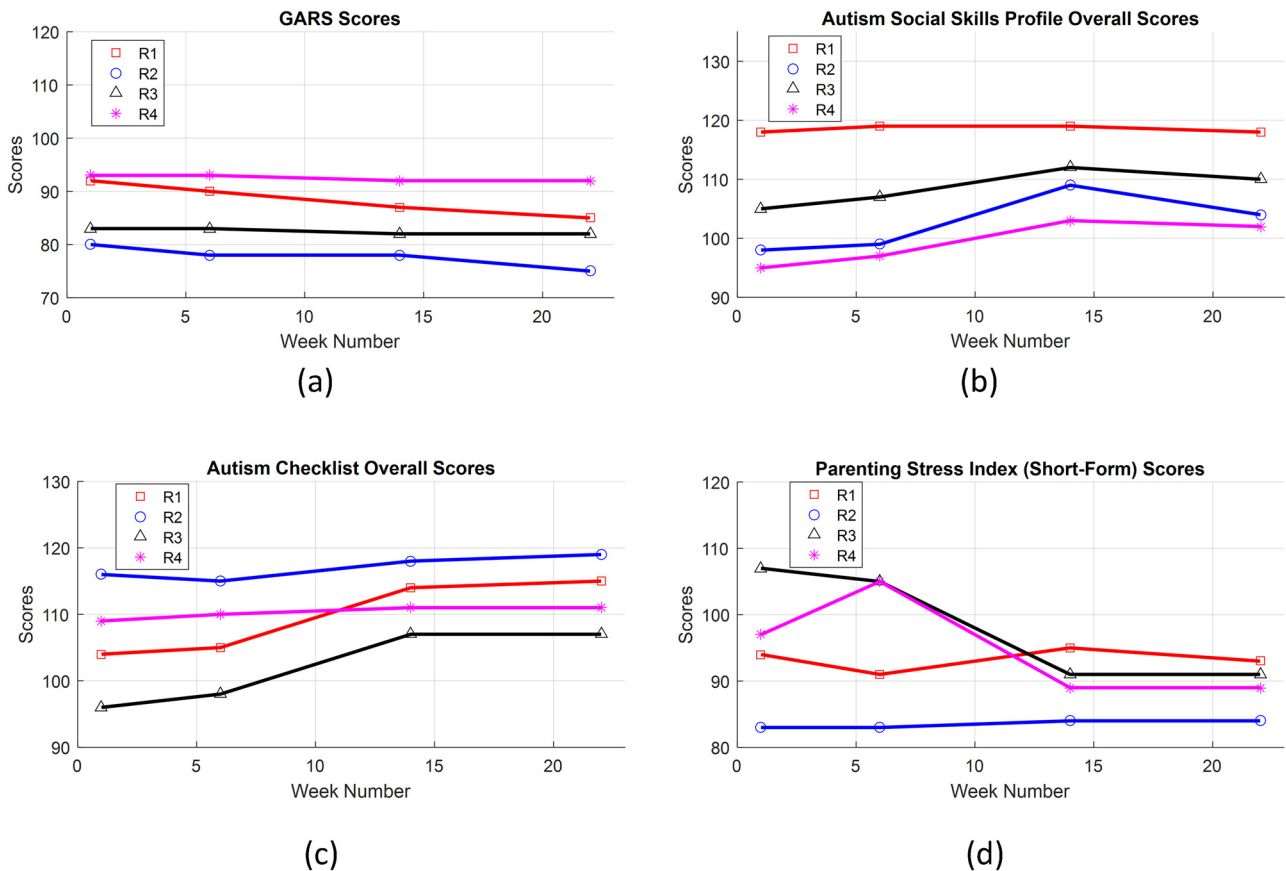 GARS Scores
120
110
100
90
80
70
Scores
R1
R2
R3
R4
0
5
10
15
20
Week Number
(a)
Autism Social Skills Profile Overall Scores
130
120
110
100
90
Scores
R1
R2
R3
R4
0
5
10
15
20
Week Number
(b)
Autism Checklist Overall Scores
130
120
110
100
90
Scores
R1
R2
R3
R4
0
5
10
15
20
Week Number
(c)
Parenting Stress Index (Short-Form) Scores
120
110
100
90
80
Scores
R1
R2
R3
R4
0
5
10
15
20
Week Number
(d)